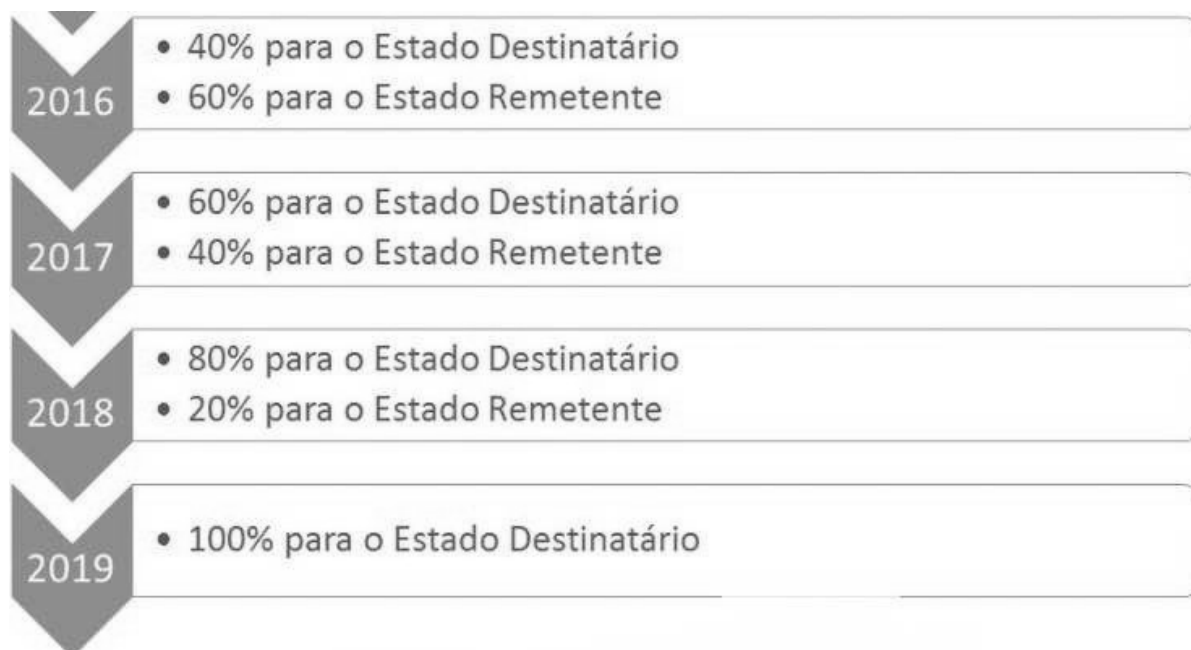 2016
• 40% para o Estado Destinatário
• 60% para o Estado Remetente
2017
• 60% para o Estado Destinatário
• 40% para o Estado Remetente
2018
• 80% para o Estado Destinatário
• 20% para o Estado Remetente
2019
• 100% para o Estado Destinatário